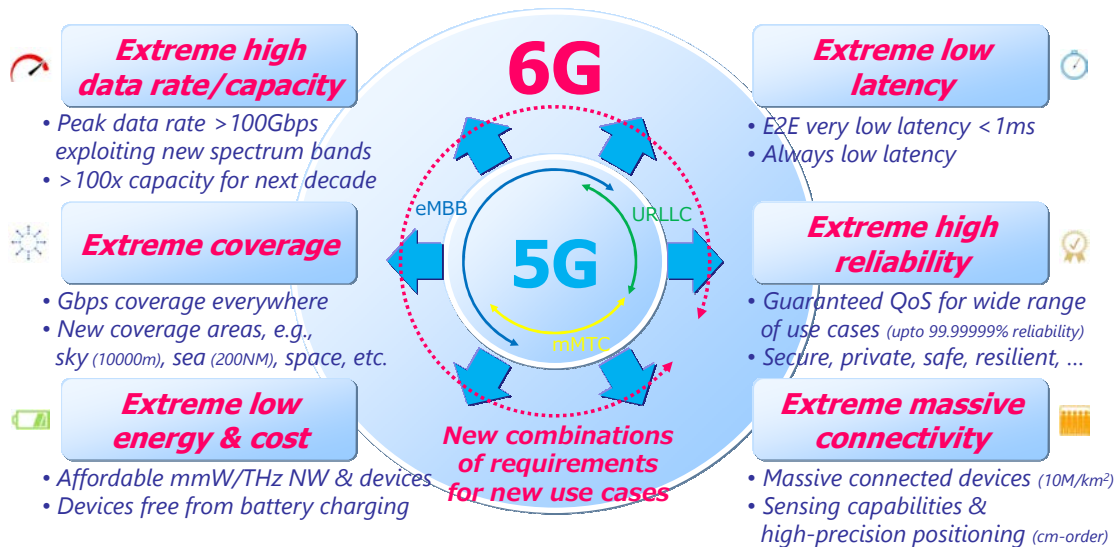 6G
Extreme high
data rate/capacity
• Peak data rate >100Gbps
exploiting new spectrum bands
• >100x capacity for next decade
Extreme coverage
• Gbps coverage everywhere
• New coverage areas, e.g.,
sky (10000m), sea (200NM), space, etc.
Extreme low
energy & cost
• Affordable mmW/THz NW & devices
• Devices free from battery charging
eMBB
URLLC
5G
mMTC
New combinations
of requirements
for new use cases
Extreme low
latency
• E2E very low latency <1ms
• Always low latency
Extreme high
reliability
• Guaranteed QoS for wide range
of use cases (upto 99.99999% reliability)
• Secure, private, safe, resilient, …
Extreme massive
connectivity
• Massive connected devices (10M/km²)
• Sensing capabilities &
high-precision positioning (cm-order)